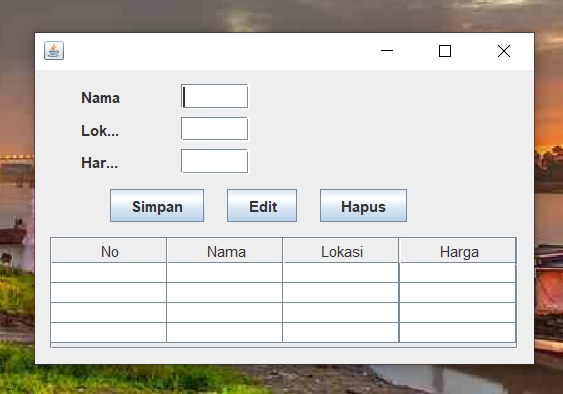 Nama
Lok...
Har...
Simpan Edit Hapus
No Nama Lokasi Harga